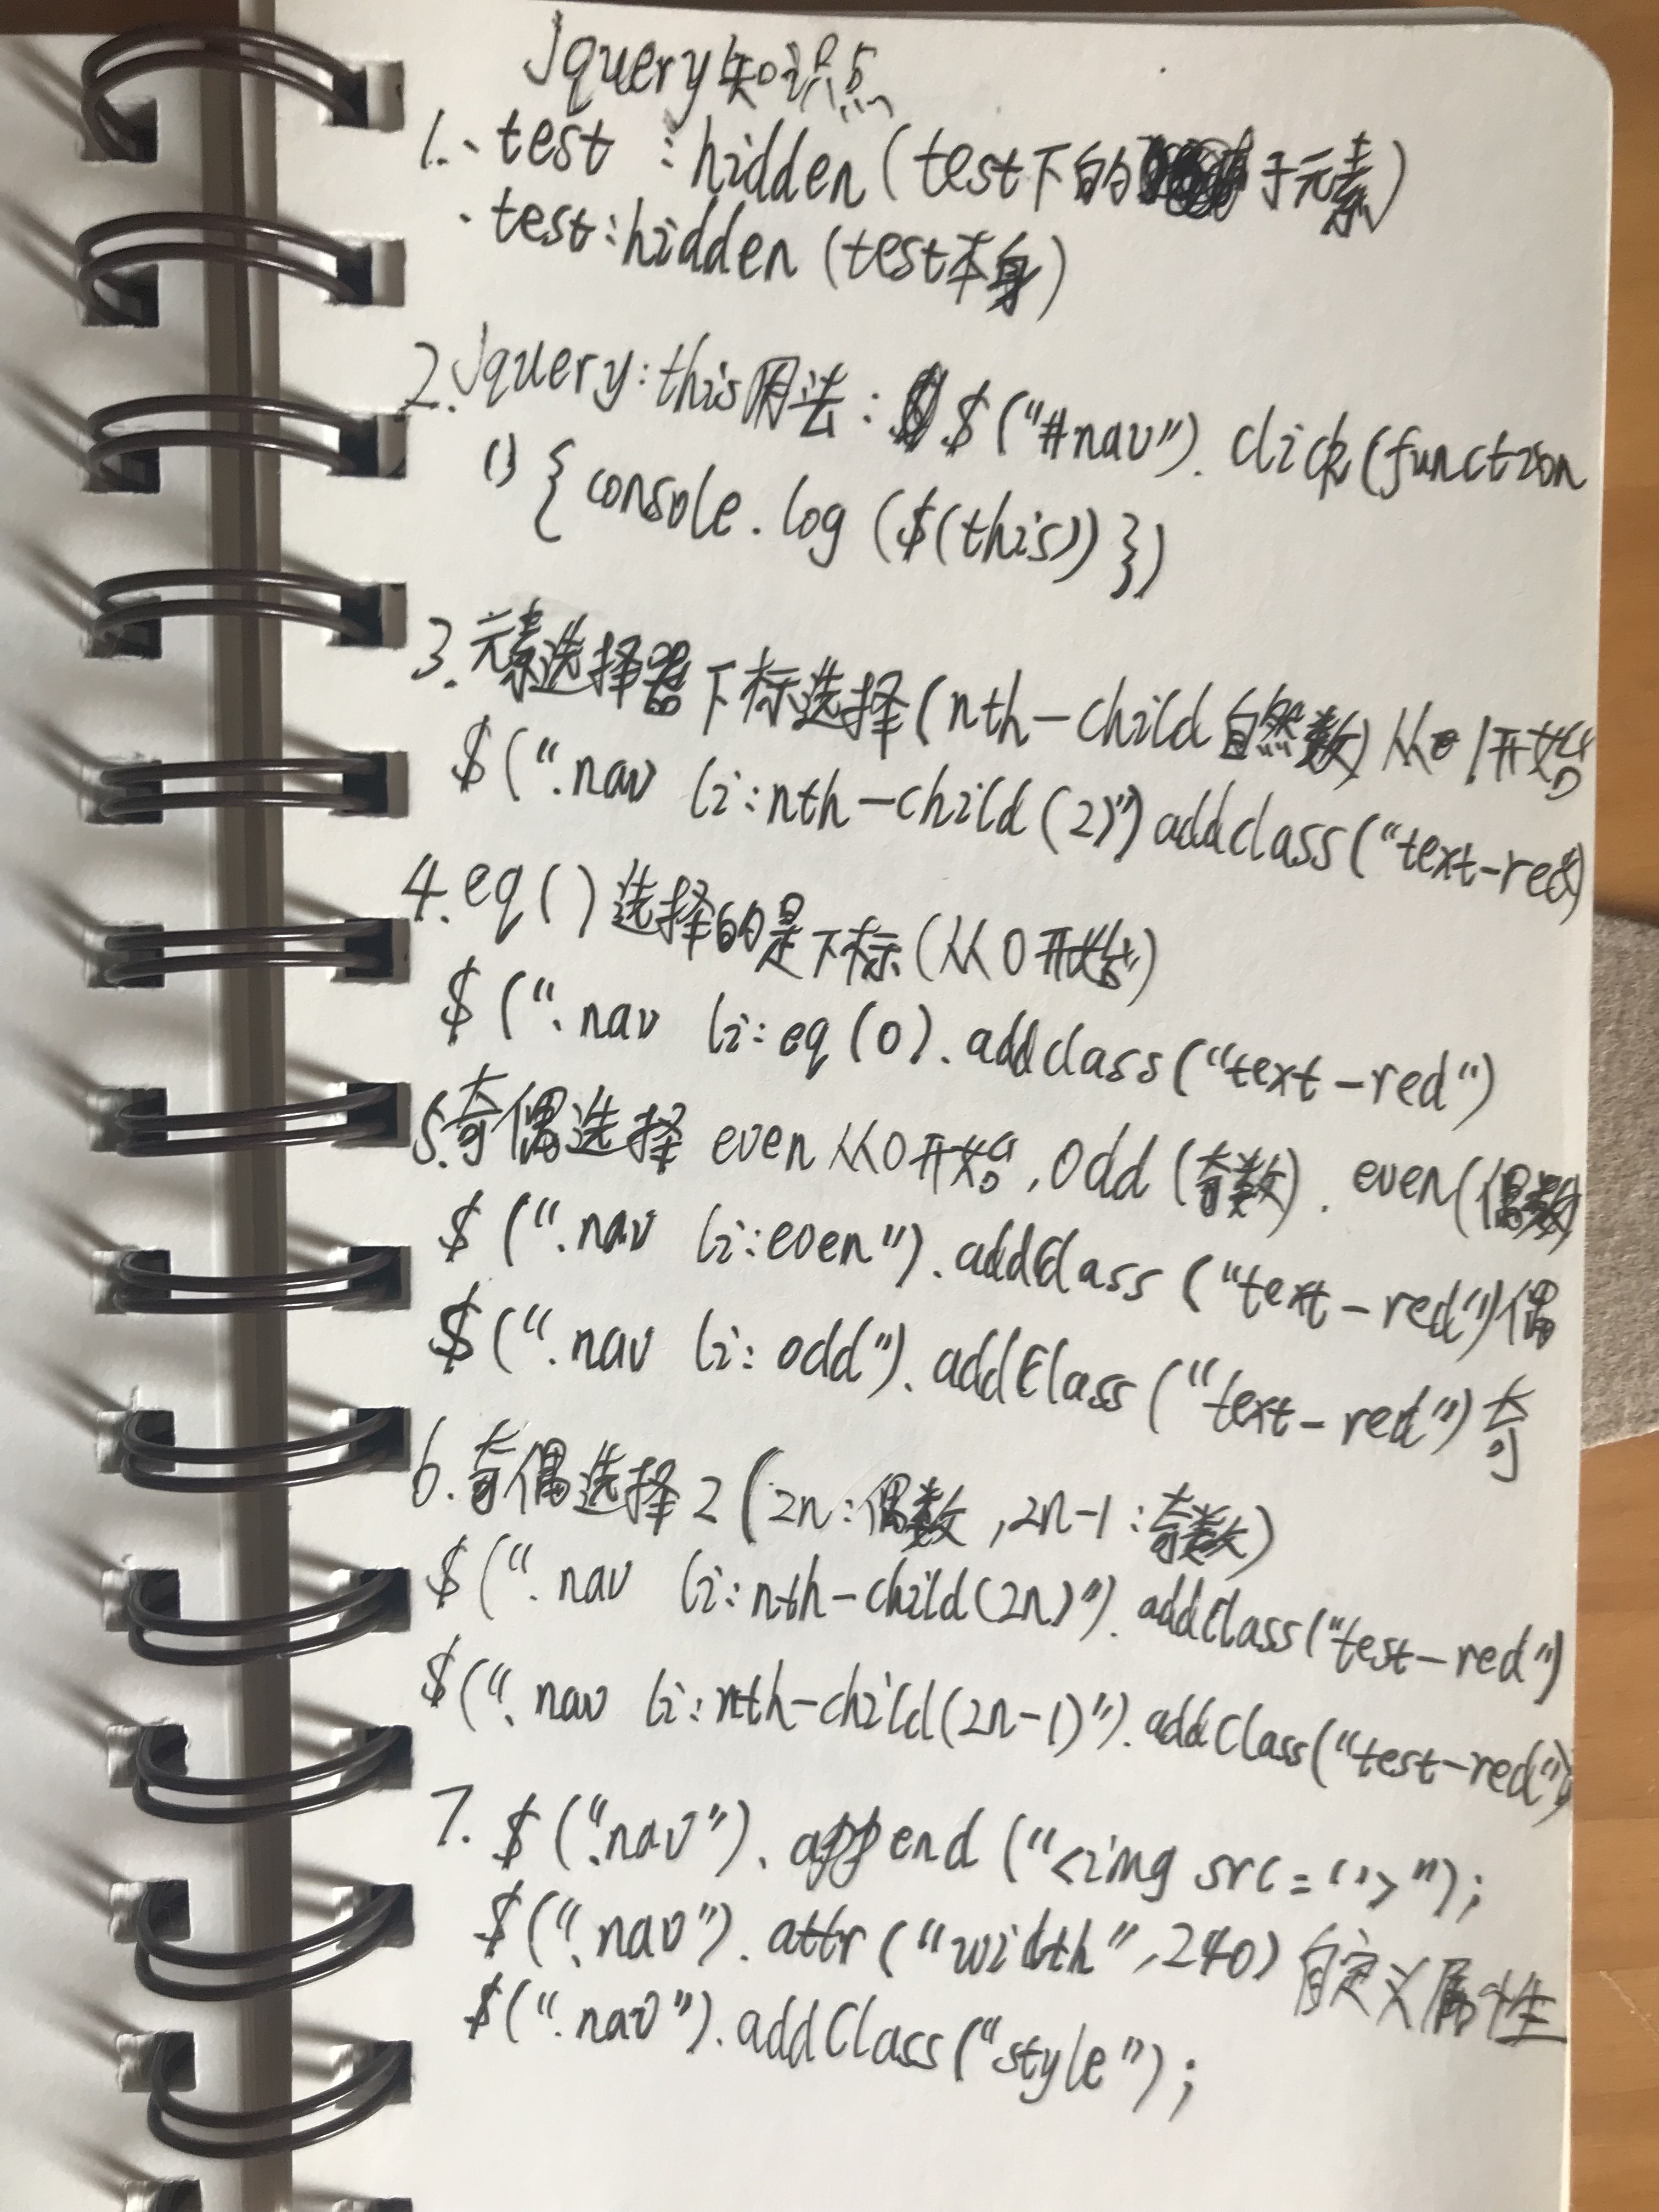 Jquery知识点
1. .test :hidden(test下的子元素)
.test:hidden(test本身)
2.Jquery:this用法: $("#nav").click(function
(){console.log($(this))})
3.元素选择器下标选择(nth-child自然数)从1开始
$(".nav li:nth-child(2)")addclass("text-red")
4.eq()选择的是下标(从0开始)
$(".nav li:eq(0).addclass("text-red")
5.奇偶选择 even从0开始,odd(奇数).even(偶数)
$(".nav li:even").addClass("text-red")偶
$(".nav li:odd").addClass("text-red")奇
6.奇偶选择2(2n:偶数,2n-1:奇数)
$(".nav li:nth-child(2n)").addClass("test-red")
$(".nav li:nth-child(2n-1)").addClass("test-red")
7. $(".nav").append("<img src=''>");
$(".nav").attr("width",240)自定义属性
$(".nav").addClass("style");